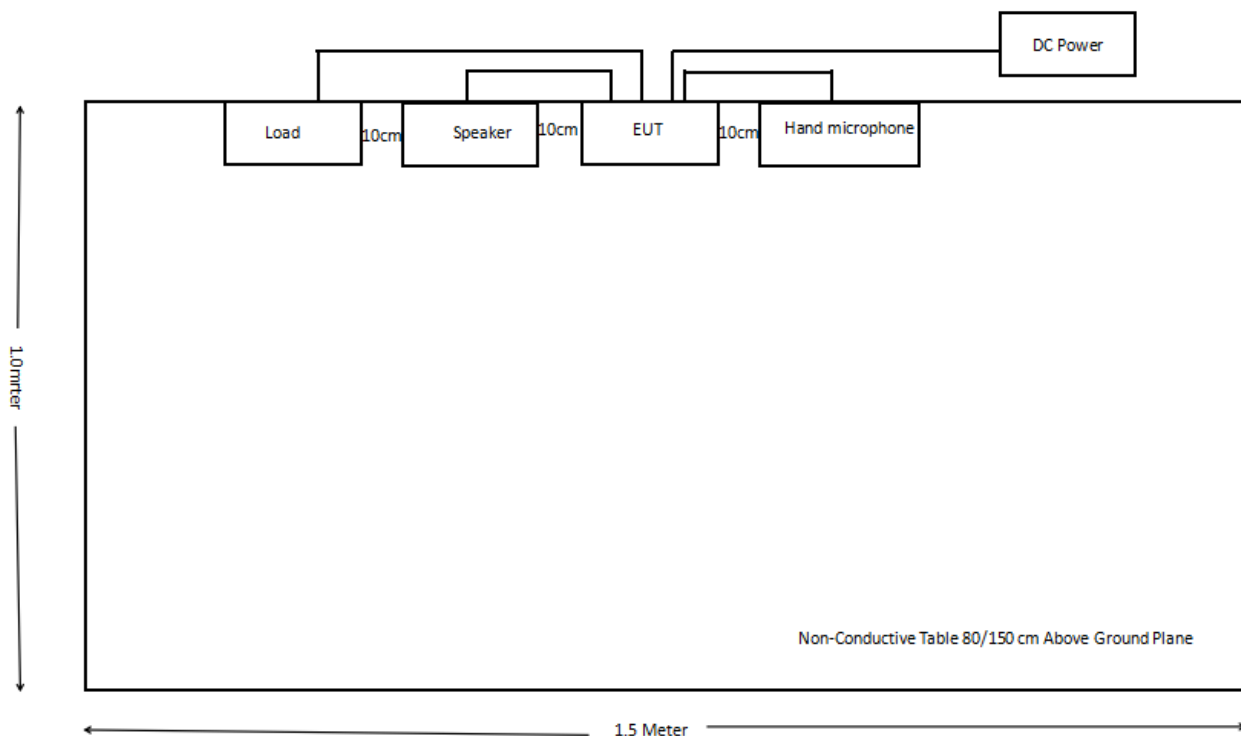 DC Power
Load
10cm
Speaker
10cm
EUT
10cm
Hand microphone
1.0mrter
Non-Conductive Table 80/150 cm Above Ground Plane
1.5 Meter